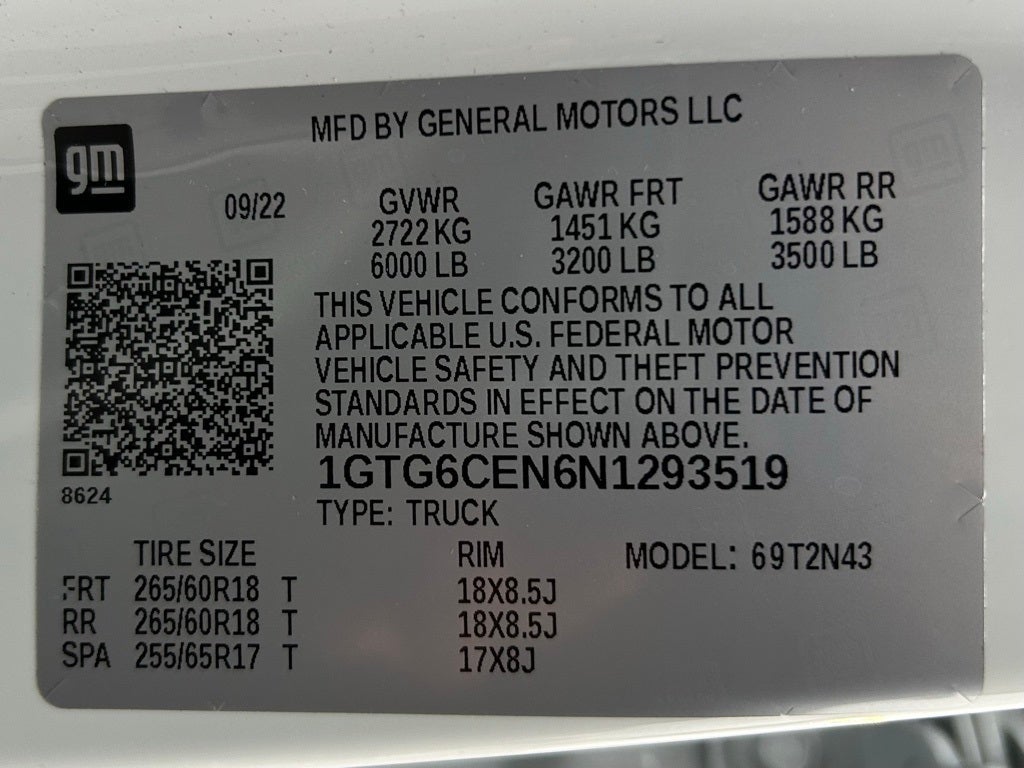 MFD BY GENERAL MOTORS LLC
gm
09/22 GVWR GAWR FRT GAWR RR
2722 KG 1451 KG 1588 KG
6000 LB 3200 LB 3500 LB
THIS VEHICLE CONFORMS TO ALL
APPLICABLE U.S. FEDERAL MOTOR
VEHICLE SAFETY AND THEFT PREVENTION
STANDARDS IN EFFECT ON THE DATE OF
MANUFACTURE SHOWN ABOVE.
1GTG6CEN6N1293519
8624
TYPE: TRUCK
TIRE SIZE RIM MODEL: 69T2N43
FRT 265/60R18 T 18X8.5J
RR 265/60R18 T 18X8.5J
SPA 255/65R17 T 17X8J